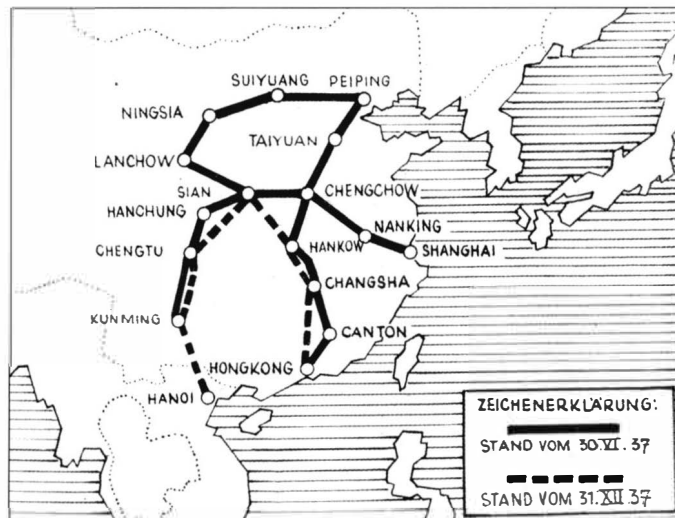 SUIYUANG
PEIPING
NINGSIA
TAIYUAN
LANCHOW
SIAN
CHENGCHOW
HANCHUNG
NANKING
CHENGTU
HANKOW
SHANGHAI
CHANGSHA
KUNMING
CANTON
HONGKONG
HANOI
ZEICHENERKLÄRUNG:
STAND VOM 30.VI.37
STAND VOM 31.XII.37